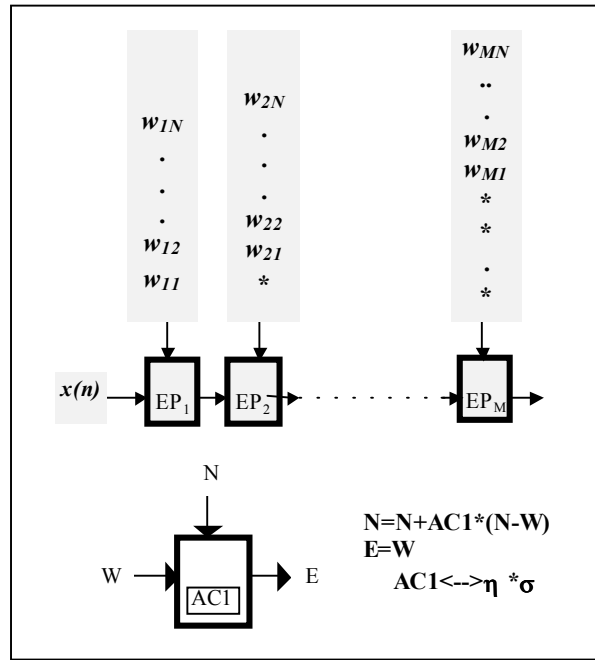 w1N
.
.
.
w12
w11
w2N
.
.
.
w22
w21
*
wMN
..
.
wM2
wM1
*
*
.
*
x(n)
EP1
EP2
. . . . . . . .
EPM
N
W
AC1
E
N=N+AC1*(N-W)
E=W
AC1<-->η *σ